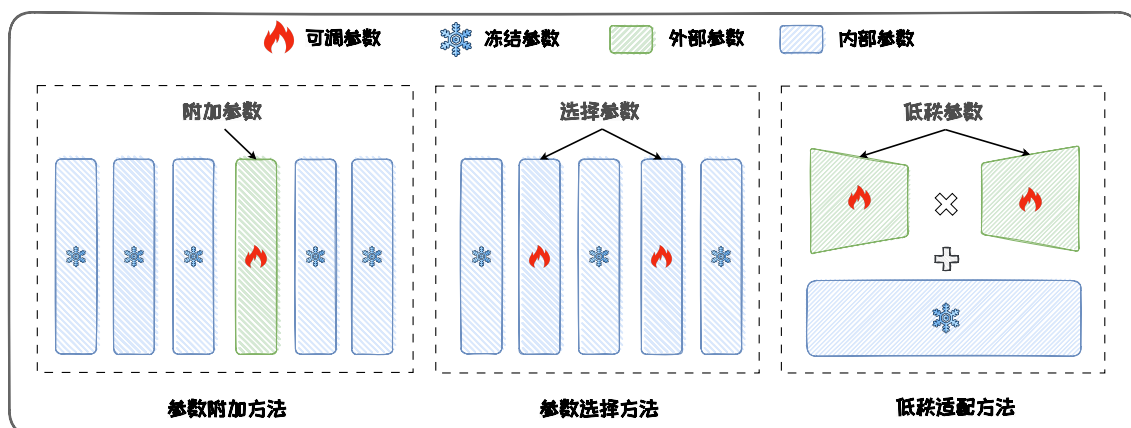 可调参数 冻结参数 外部参数 内部参数
附加参数 选择参数 低秩参数
参数附加方法 参数选择方法 低秩适配方法